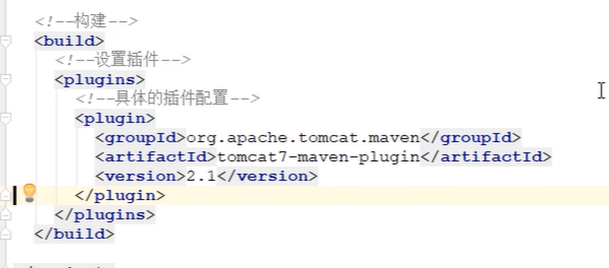 <!--构建-->
<build>
<!--设置插件-->
<plugins>
<!--具体的插件配置-->
<plugin>
<groupId>org.apache.tomcat.maven</groupId>
<artifactId>tomcat7-maven-plugin</artifactId>
<version>2.1</version>
</plugin>
</plugins>
</build>